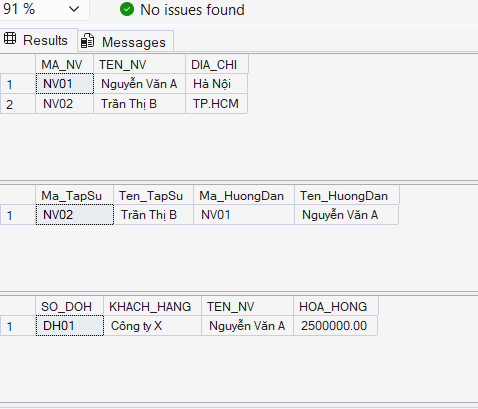 91 % No issues found
Results Messages
MA_NV TEN_NV DIA_CHI
1 NV01 Nguyễn Văn A Hà Nội
2 NV02 Trần Thị B TP.HCM
Ma_TapSu Ten_TapSu Ma_HuongDan Ten_HuongDan
1 NV02 Trần Thị B NV01 Nguyễn Văn A
SO_DOH KHACH_HANG TEN_NV HOA_HONG
1 DH01 Công ty X Nguyễn Văn A 2500000.00